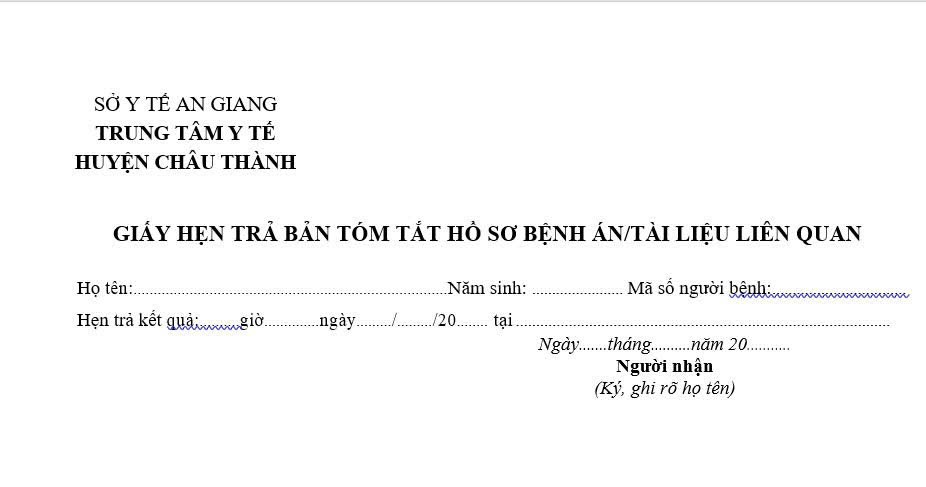 SỞ Y TẾ AN GIANG
TRUNG TÂM Y TẾ
HUYỆN CHÂU THÀNH
GIẤY HẸN TRẢ BẢN TÓM TẮT HỒ SƠ BỆNH ÁN/TÀI LIỆU LIÊN QUAN
Họ tên:...............................................................................Năm sinh: ....................... Mã số người bệnh:..................................
Hẹn trả kết quả:..........giờ..............ngày........./........./20........ tại..............................................................................................
Ngày.......tháng..........năm 20...........
Người nhận
(Ký, ghi rõ họ tên)